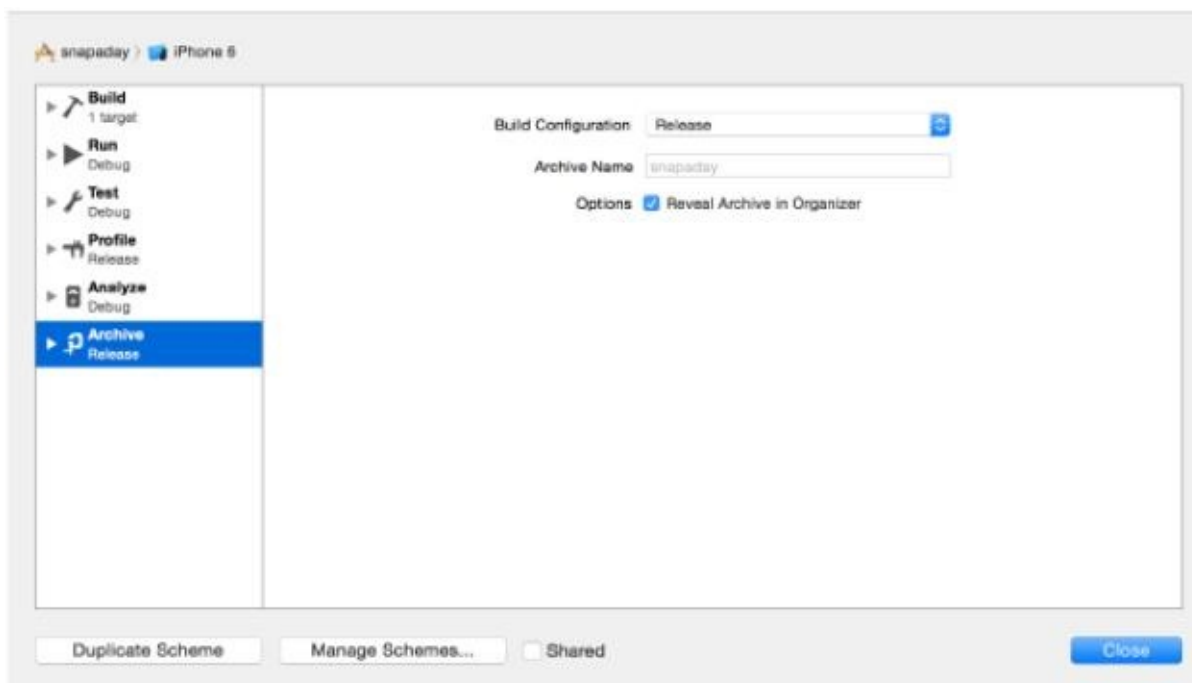 snapaday › iPhone 6
Build
1 target
Run
Debug
Test
Debug
Profile
Release
Analyze
Debug
Archive
Release
Build Configuration Release
Archive Name snapaday
Options Reveal Archive in Organizer
Duplicate Scheme Manage Schemes... Shared Close